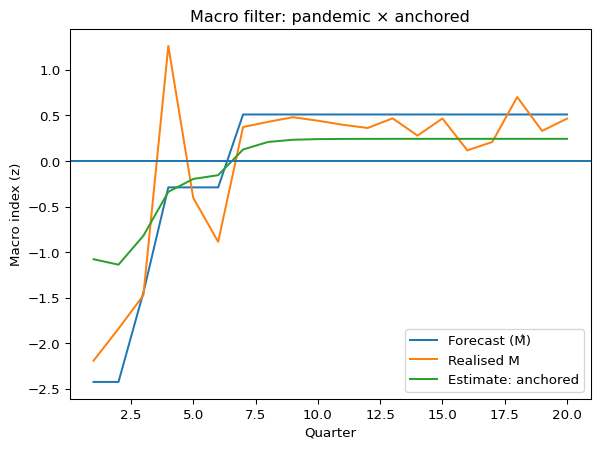 Macro filter: pandemic × anchored
Macro index (z)
1.0
0.5
0.0
−0.5
−1.0
−1.5
−2.0
−2.5
2.5 5.0 7.5 10.0 12.5 15.0 17.5 20.0
Quarter
Forecast (M̂)
Realised M
Estimate: anchored